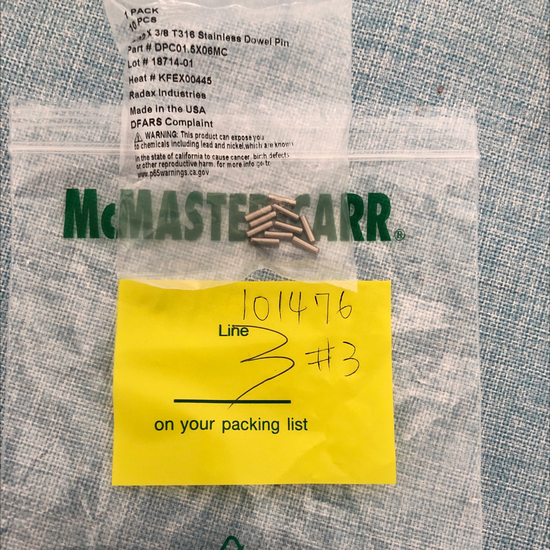 1 PACK
10 PCS
X 3/8 T316 Stainless Dowel Pin
Part # DPC01.5X06MC
Lot # 18714-01
Heat # KFEX00445
Radax Industries
Made in the USA
DFARS Complaint
⚠ WARNING: This product can expose you
to chemicals including lead and nickel, which are known
in the state of california to cause cancer, birth defects
or other reproductive harm. for more info go to
www.p65warnings.ca.gov
McMASTER-CARR®
101476
Line
3 #3
on your packing list